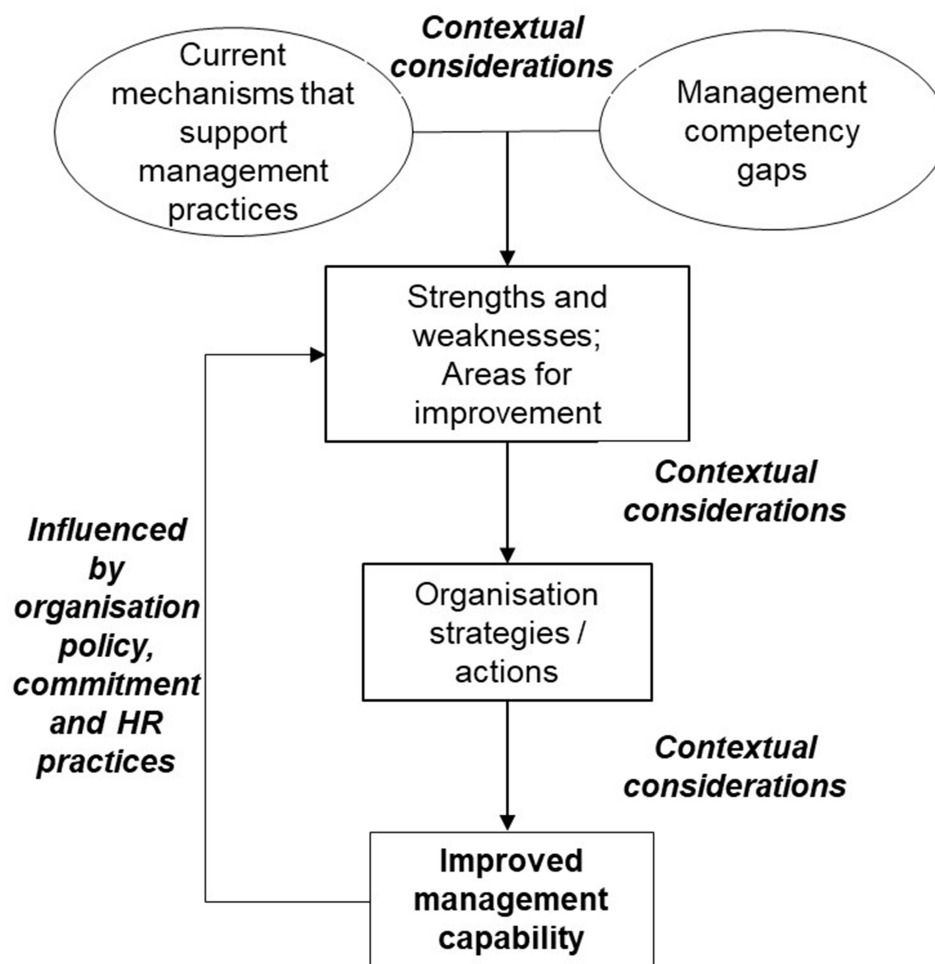 Contextual
considerations
Current
mechanisms that
support
management
practices
Management
competency
gaps
Strengths and
weaknesses;
Areas for
improvement
Contextual
considerations
Influenced
by
organisation
policy,
commitment
and HR
practices
Organisation
strategies /
actions
Contextual
considerations
Improved
management
capability